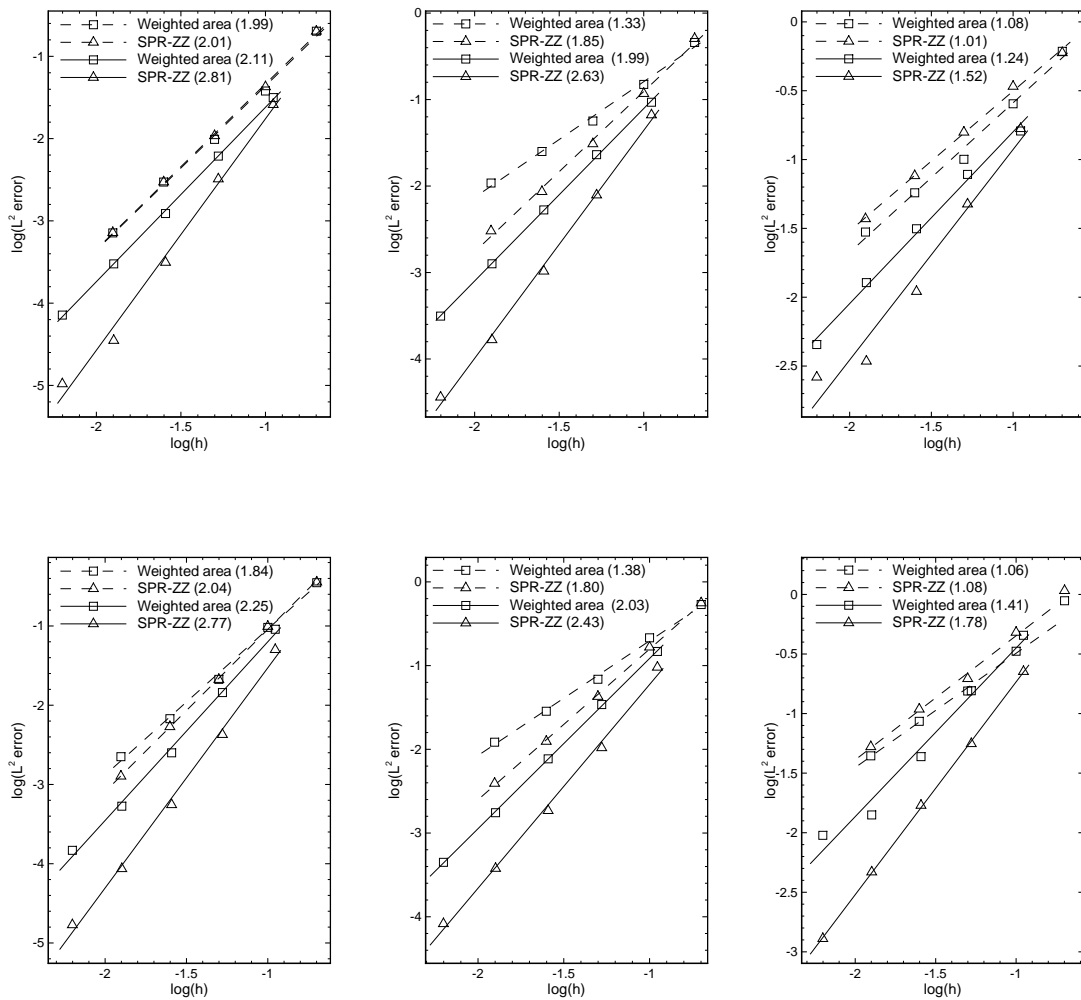 Weighted area (1.99)
SPR-ZZ (2.01)
Weighted area (2.11)
SPR-ZZ (2.81)
-1
-2
-3
-4
-5
log(L² error)
-2 -1.5 -1
log(h)
Weighted area (1.33)
SPR-ZZ (1.85)
Weighted area (1.99)
SPR-ZZ (2.63)
0
-1
-2
-3
-4
log(L² error)
-2 -1.5 -1
log(h)
Weighted area (1.08)
SPR-ZZ (1.01)
Weighted area (1.24)
SPR-ZZ (1.52)
0
-0.5
-1
-1.5
-2
-2.5
log(L² error)
-2 -1.5 -1
log(h)
Weighted area (1.84)
SPR-ZZ (2.04)
Weighted area (2.25)
SPR-ZZ (2.77)
-1
-2
-3
-4
-5
log(L² error)
-2 -1.5 -1
log(h)
Weighted area (1.38)
SPR-ZZ (1.80)
Weighted area (2.03)
SPR-ZZ (2.43)
0
-1
-2
-3
-4
log(L² error)
-2 -1.5 -1
log(h)
Weighted area (1.06)
SPR-ZZ (1.08)
Weighted area (1.41)
SPR-ZZ (1.78)
0
-0.5
-1
-1.5
-2
-2.5
-3
log(L² error)
-2 -1.5 -1
log(h)